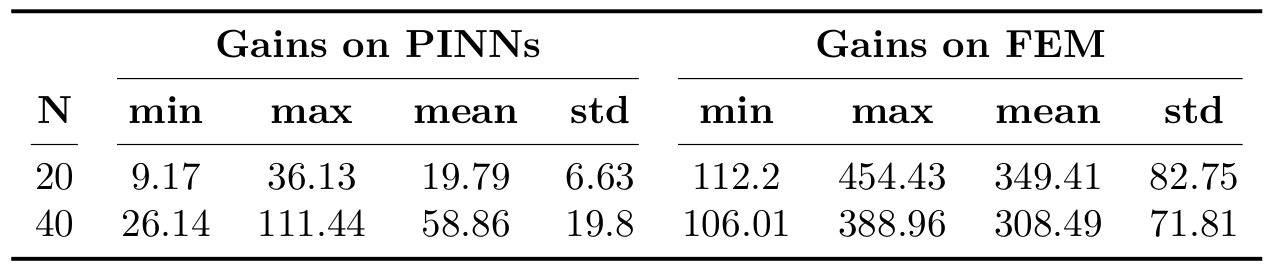 Gains on PINNs Gains on FEM
N min max mean std min max mean std
20 9.17 36.13 19.79 6.63 112.2 454.43 349.41 82.75
40 26.14 111.44 58.86 19.8 106.01 388.96 308.49 71.81